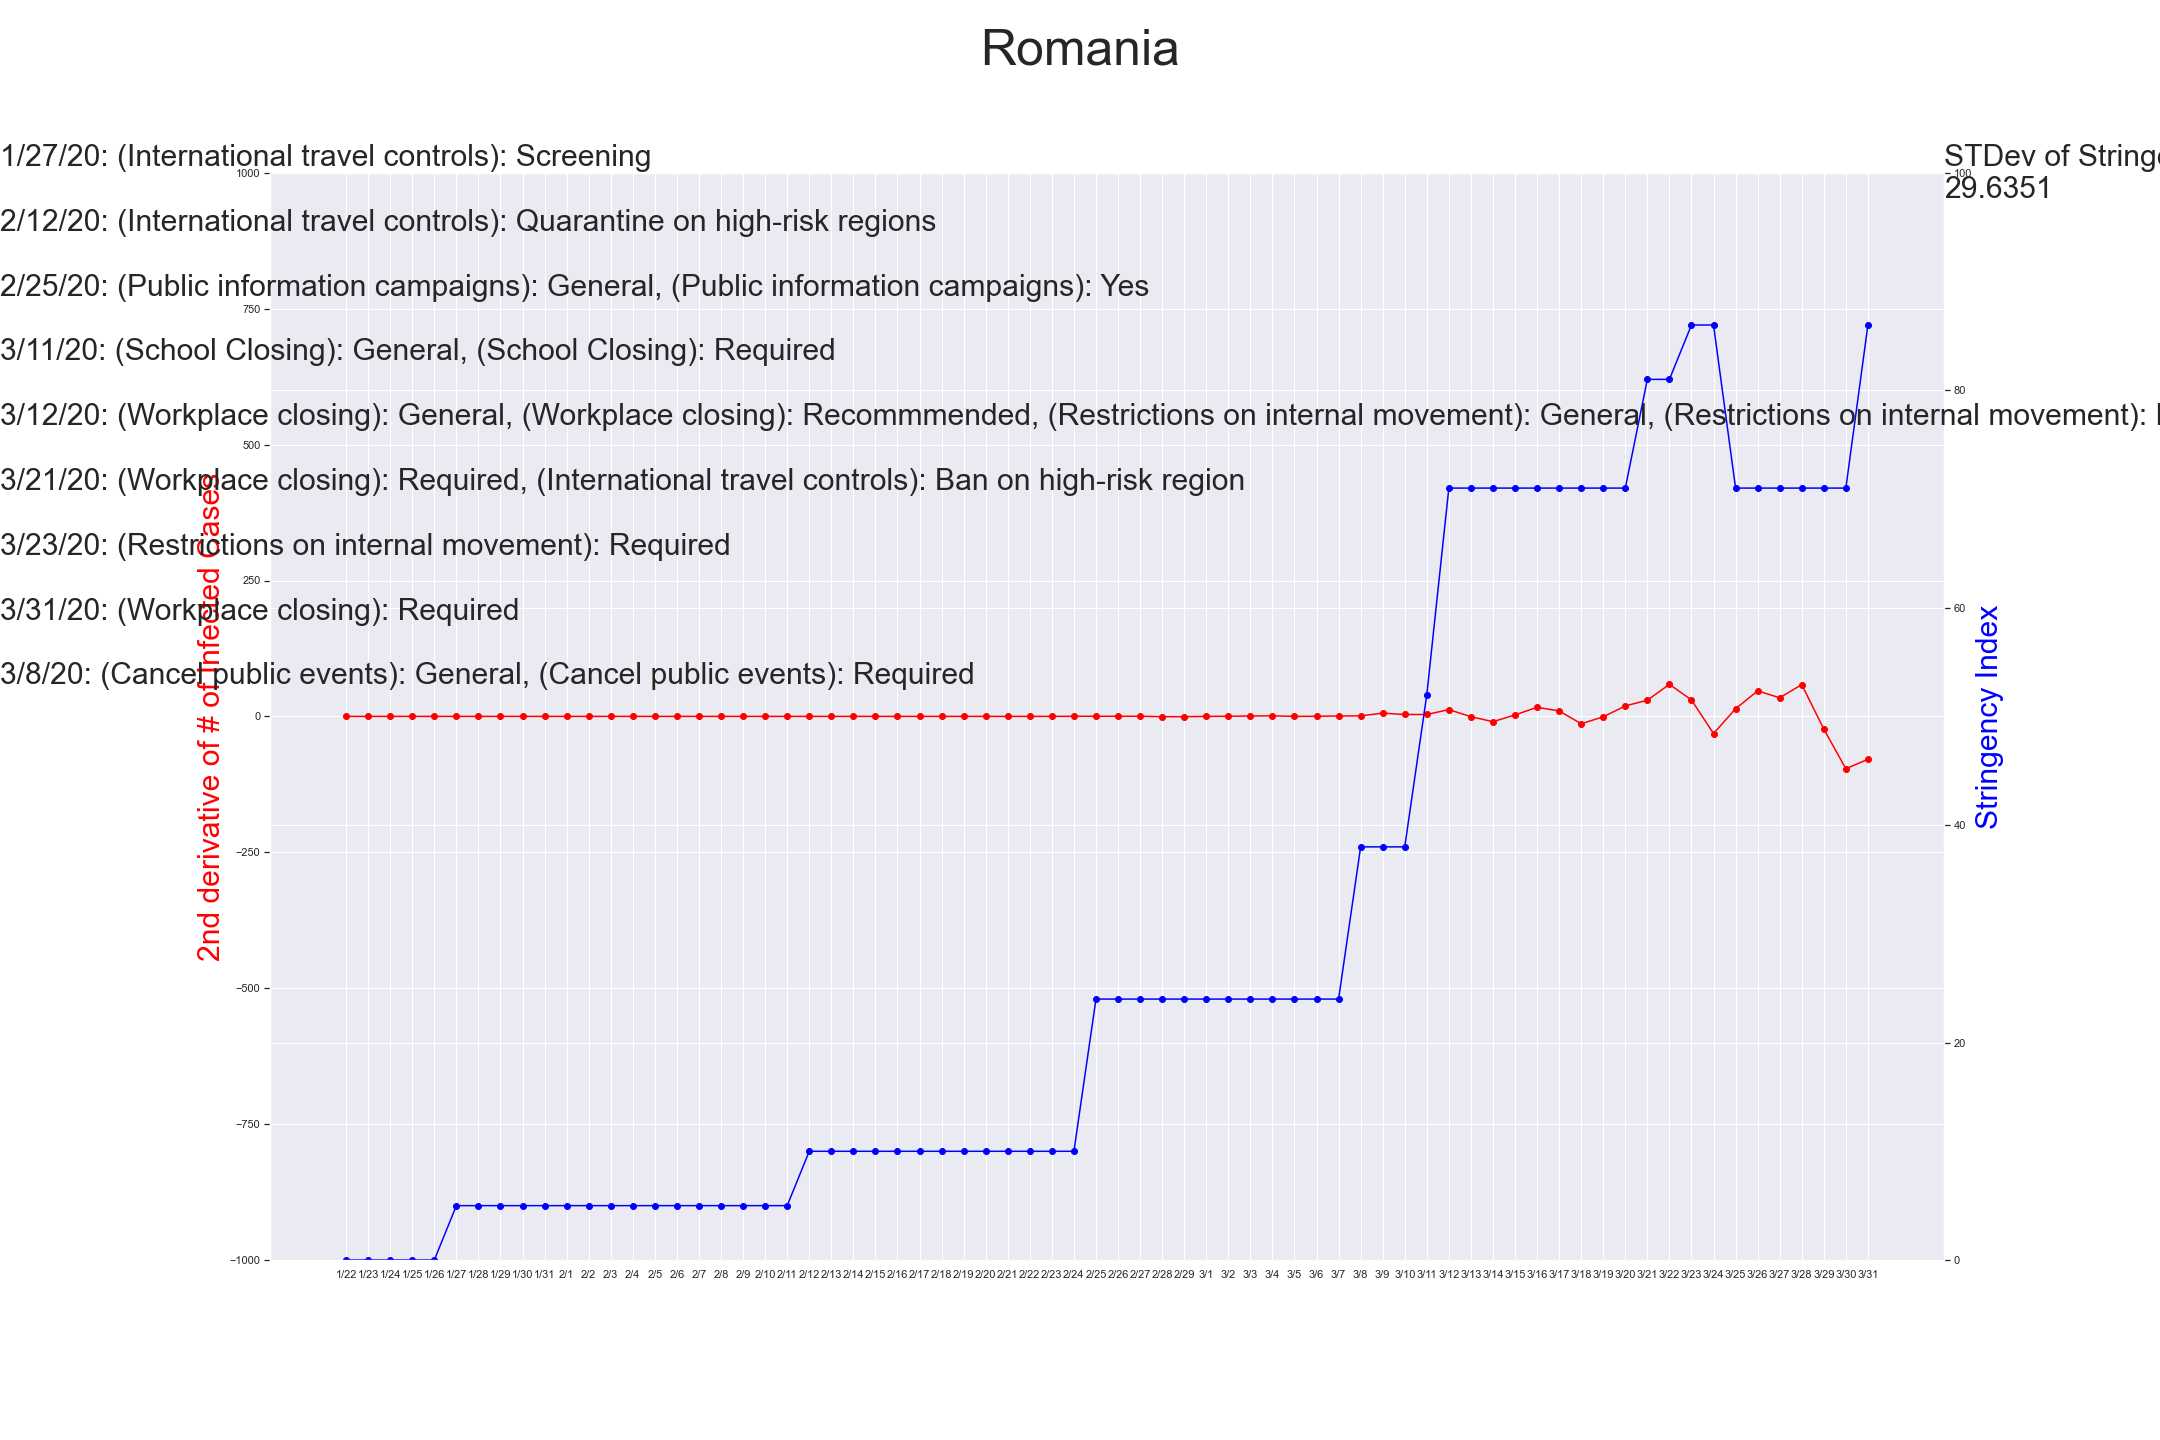 Romania
1/27/20: (International travel controls): Screening
STDev of Stringe
29.6351
2/12/20: (International travel controls): Quarantine on high-risk regions
2/25/20: (Public information campaigns): General, (Public information campaigns): Yes
3/11/20: (School Closing): General, (School Closing): Required
3/12/20: (Workplace closing): General, (Workplace closing): Recommmended, (Restrictions on internal movement): General, (Restrictions on internal movement):
3/21/20: (Workplace closing): Required, (International travel controls): Ban on high-risk region
3/23/20: (Restrictions on internal movement): Required
3/31/20: (Workplace closing): Required
3/8/20: (Cancel public events): General, (Cancel public events): Required
2nd derivative of # of Infected Cases
1000
750
500
250
0
−250
−500
−750
−1000
Stringency Index
100
80
60
40
20
0
1/22 1/23 1/24 1/25 1/26 1/27 1/28 1/29 1/30 1/31 2/1 2/2 2/3 2/4 2/5 2/6 2/7 2/8 2/9 2/10 2/11 2/12 2/13 2/14 2/15 2/16 2/17 2/18 2/19 2/20 2/21 2/22 2/23 2/24 2/25 2/26 2/27 2/28 2/29 3/1 3/2 3/3 3/4 3/5 3/6 3/7 3/8 3/9 3/10 3/11 3/12 3/13 3/14 3/15 3/16 3/17 3/18 3/19 3/20 3/21 3/22 3/23 3/24 3/25 3/26 3/27 3/28 3/29 3/30 3/31